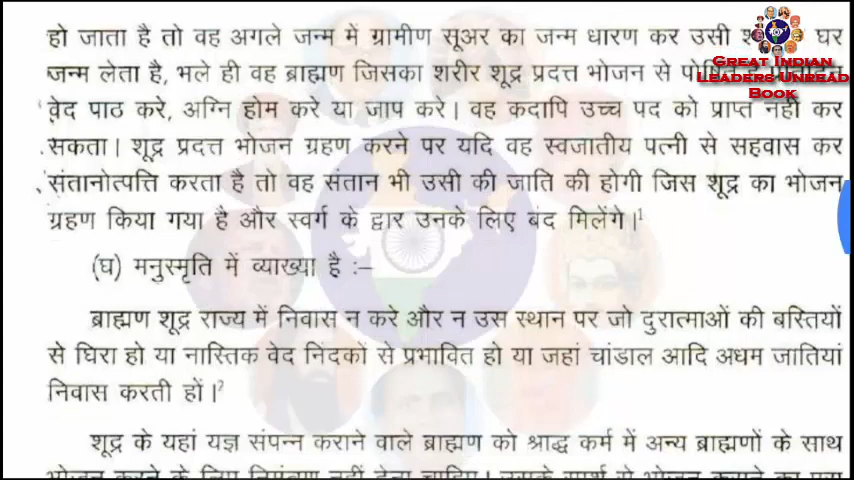 हो जाता है तो वह अगले जन्म में ग्रामीण सूअर का जन्म धारण कर उसी घर
जन्म लेता है, भले ही वह ब्राह्मण जिसका शरीर शूद्र प्रदत्त भोजन से
वेद पाठ करे, अग्नि होम करे या जाप करे। वह कदापि उच्च पद को प्राप्त नहीं कर
सकता। शूद्र प्रदत्त भोजन ग्रहण करने पर यदि वह स्वजातीय पत्नी से सहवास कर
संतानोत्पत्ति करता है तो वह संतान भी उसी की जाति की होगी जिस शूद्र का भोजन
ग्रहण किया गया है और स्वर्ग के द्वार उनके लिए बंद मिलेंगे।¹
(घ) मनुस्मृति में व्याख्या है :–
ब्राह्मण शूद्र राज्य में निवास न करे और न उस स्थान पर जो दुरात्माओं की बस्तियों
से घिरा हो या नास्तिक वेद निंदकों से प्रभावित हो या जहां चांडाल आदि अधम जातियां
निवास करती हों।²
शूद्र के यहां यज्ञ संपन्न कराने वाले ब्राह्मण को श्राद्ध कर्म में अन्य ब्राह्मणों के साथ
Great Indian
Leaders Unread
Book